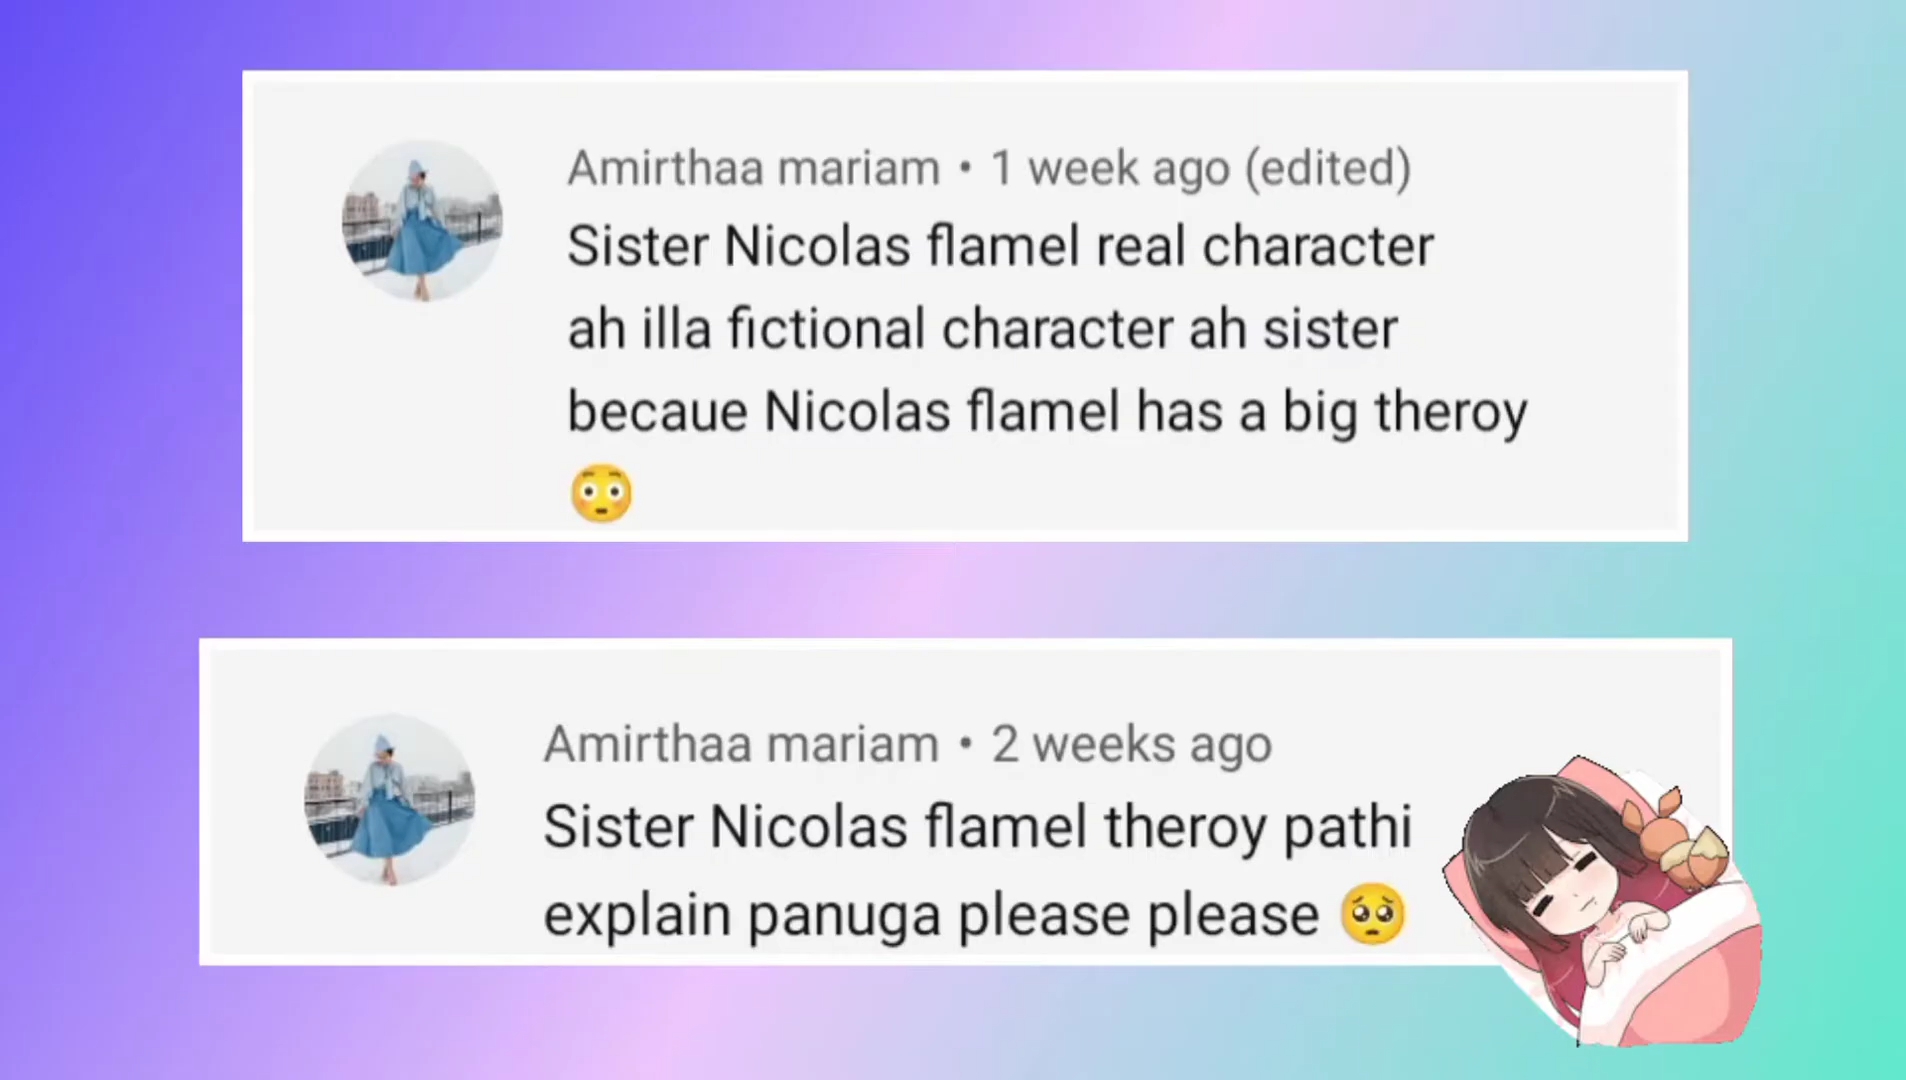 Amirthaa mariam • 1 week ago (edited)
Sister Nicolas flamel real character
ah illa fictional character ah sister
becaue Nicolas flamel has a big theroy
😳
Amirthaa mariam • 2 weeks ago
Sister Nicolas flamel theroy pathi
explain panuga please please 🥺